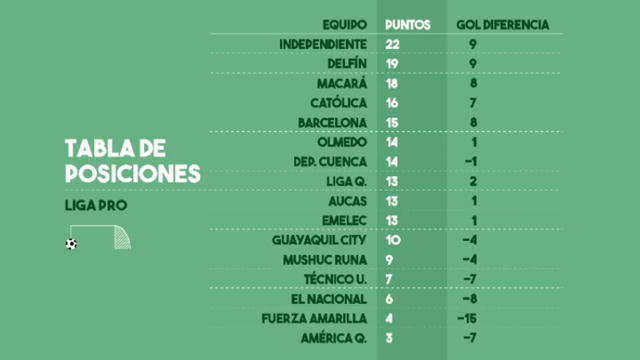 TABLA DE
POSICIONES
LIGA PRO
EQUIPO PUNTOS GOL DIFERENCIA
INDEPENDIENTE 22 9
DELFÍN 19 9
MACARÁ 18 8
CATÓLICA 16 7
BARCELONA 15 8
OLMEDO 14 1
DEP. CUENCA 14 -1
LIGA Q. 13 2
AUCAS 13 1
EMELEC 13 1
GUAYAQUIL CITY 10 -4
MUSHUC RUNA 9 -4
TÉCNICO U. 7 -7
EL NACIONAL 6 -8
FUERZA AMARILLA 4 -15
AMÉRICA Q. 3 -7